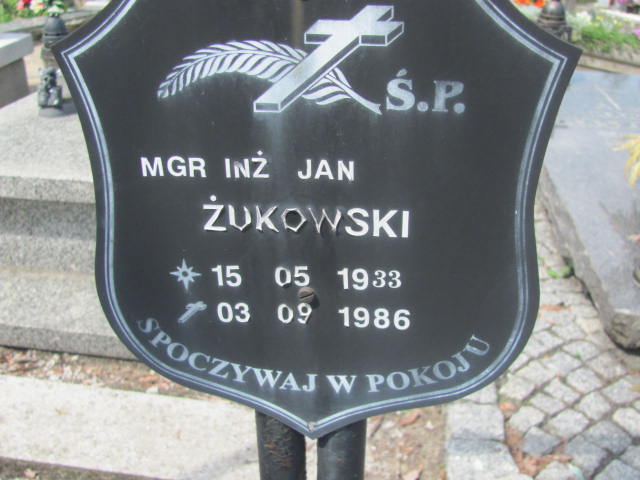 Ś.P.
MGR INŻ JAN
ŻUKOWSKI
15 05 1933
03 09 1986
SPOCZYWAJ W POKOJU